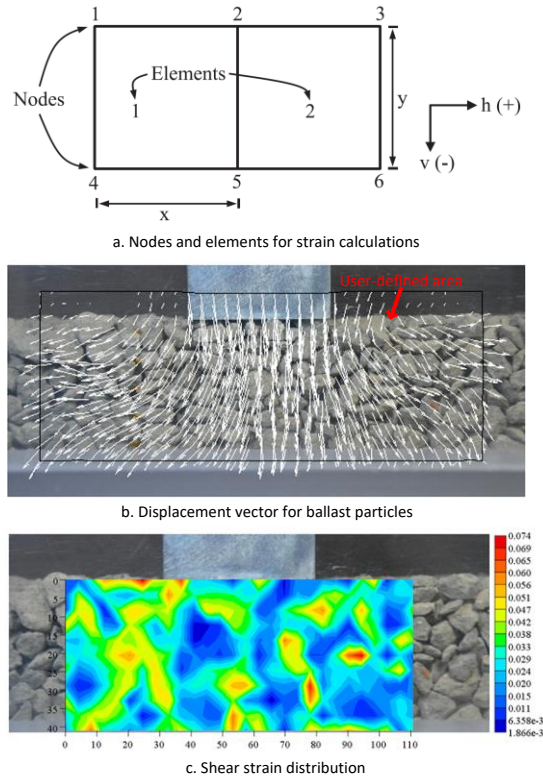 1 2 3
Elements
Nodes
1 2
y
h (+)
v (-)
4 5 6
x
a. Nodes and elements for strain calculations
User-defined area
b. Displacement vector for ballast particles
0.074
0.069
0.065
0.060
0.056
0.051
0.047
0.042
0.038
0.033
0.029
0.024
0.020
0.015
0.011
6.358e-3
1.866e-3
0
5
10
15
20
25
30
35
40
0 10 20 30 40 50 60 70 80 90 100 110
c. Shear strain distribution